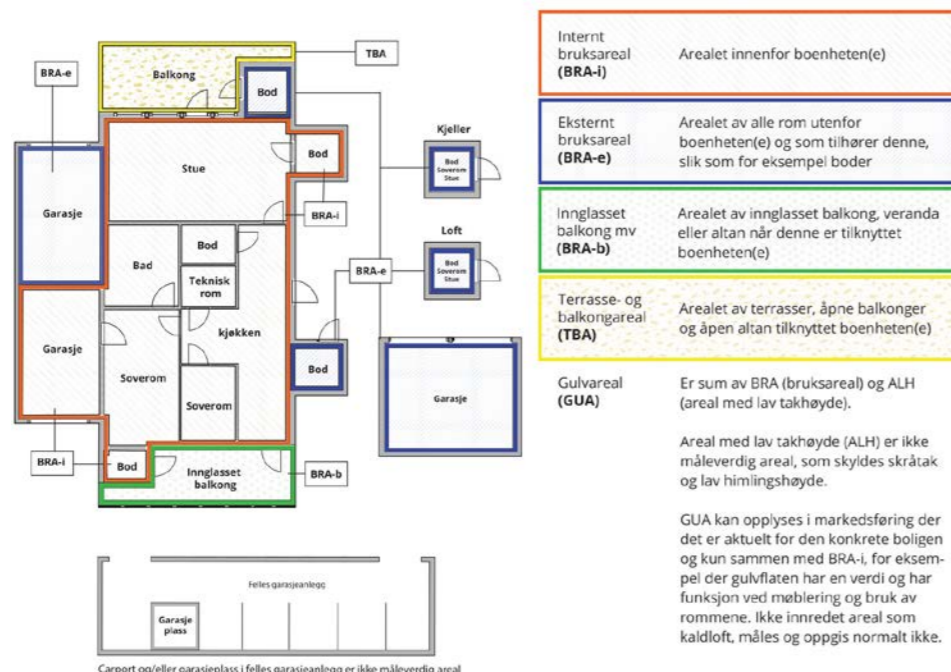 TBA
BRA-e
Balkong
Bod
Kjeller
Bod
Soverom
Stue
Stue
Bod
BRA-i
Garasje
Bod
Bad
Teknisk
rom
Loft
Bod
Soverom
Stue
BRA-e
kjøkken
Garasje
Soverom
Soverom
Bod
Garasje
BRA-i
Bod
Innglasset
balkong
BRA-b
Felles garasjeanlegg
Garasje
plass
Carport og/eller garasjeplass i felles garasjeanlegg er ikke måleverdig areal
Internt
bruksareal
(BRA-i)
Arealet innenfor boenheten(e)
Eksternt
bruksareal
(BRA-e)
Arealet av alle rom utenfor
boenheten(e) og som tilhører denne,
slik som for eksempel boder
Innglasset
balkong mv
(BRA-b)
Arealet av innglasset balkong, veranda
eller altan når denne er tilknyttet
boenheten(e)
Terrasse- og
balkongareal
(TBA)
Arealet av terrasser, åpne balkonger
og åpen altan tilknyttet boenheten(e)
Gulvareal
(GUA)
Er sum av BRA (bruksareal) og ALH
(areal med lav takhøyde).
Areal med lav takhøyde (ALH) er ikke
måleverdig areal, som skyldes skråtak
og lav himlingshøyde.
GUA kan opplyses i markedsføring der
det er aktuelt for den konkrete boligen
og kun sammen med BRA-i, for eksem-
pel der gulvflaten har en verdi og har
funksjon ved møblering og bruk av
rommene. Ikke innredet areal som
kaldloft, måles og oppgis normalt ikke.